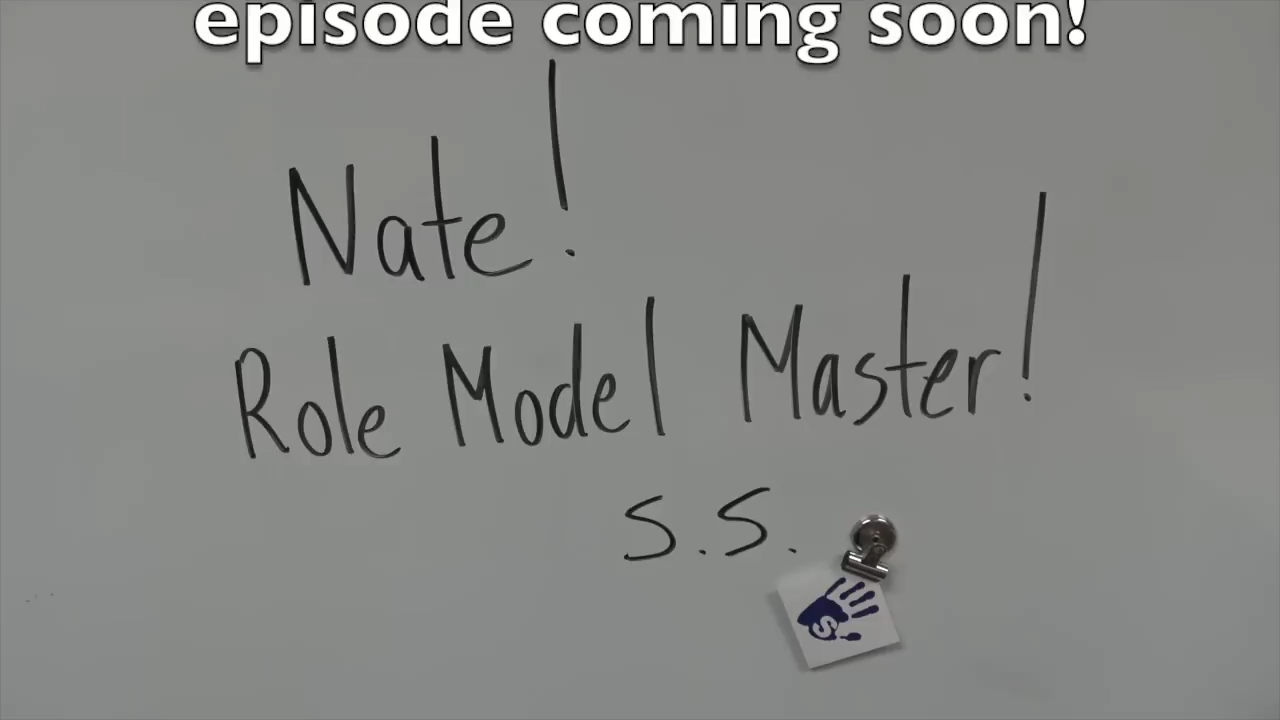 episode coming soon!
Nate!
Role Model Master!
S.S.
S